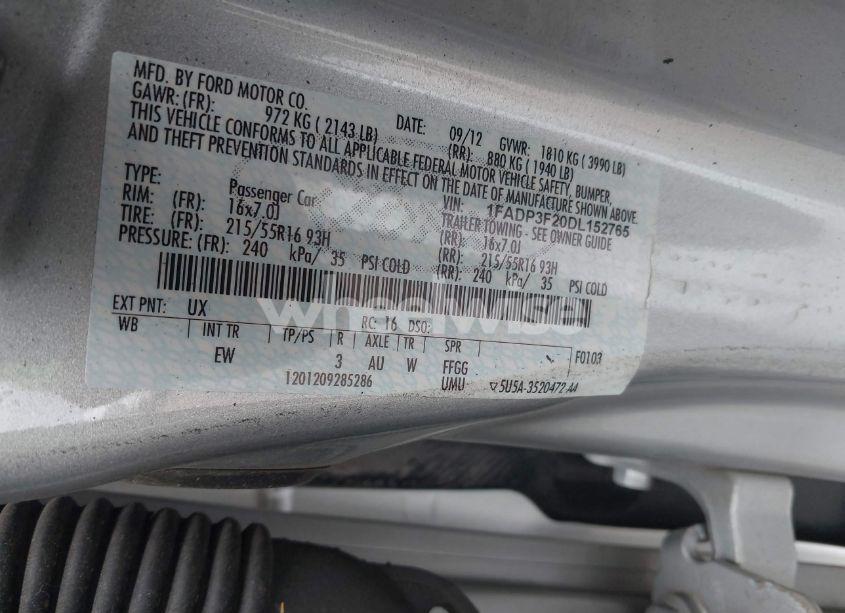 MFD. BY FORD MOTOR CO.
DATE: 09/12 GVWR: 1810 KG ( 3990 LB)
GAWR: (FR): 972 KG ( 2143 LB) (RR): 880 KG ( 1940 LB)
THIS VEHICLE CONFORMS TO ALL APPLICABLE FEDERAL MOTOR VEHICLE SAFETY, BUMPER,
AND THEFT PREVENTION STANDARDS IN EFFECT ON THE DATE OF MANUFACTURE SHOWN ABOVE.
VIN: 1FADP3F20DL152765
TYPE: Passenger Car TRAILER TOWING - SEE OWNER GUIDE
RIM: (FR): 16x7.0J (RR): 16x7.0J
TIRE: (FR): 215/55R16 93H (RR): 215/55R16 93H
PRESSURE: (FR): 240 kPa/ 35 PSI COLD (RR): 240 kPa/ 35 PSI COLD
wheelwise
EXT PNT: UX RC: 16 DSO: F0103
WB INT TR TP/PS R AXLE TR SPR
EW 3 AU W FFGG
1201209285286 UMU 5U5A-3520472-AA